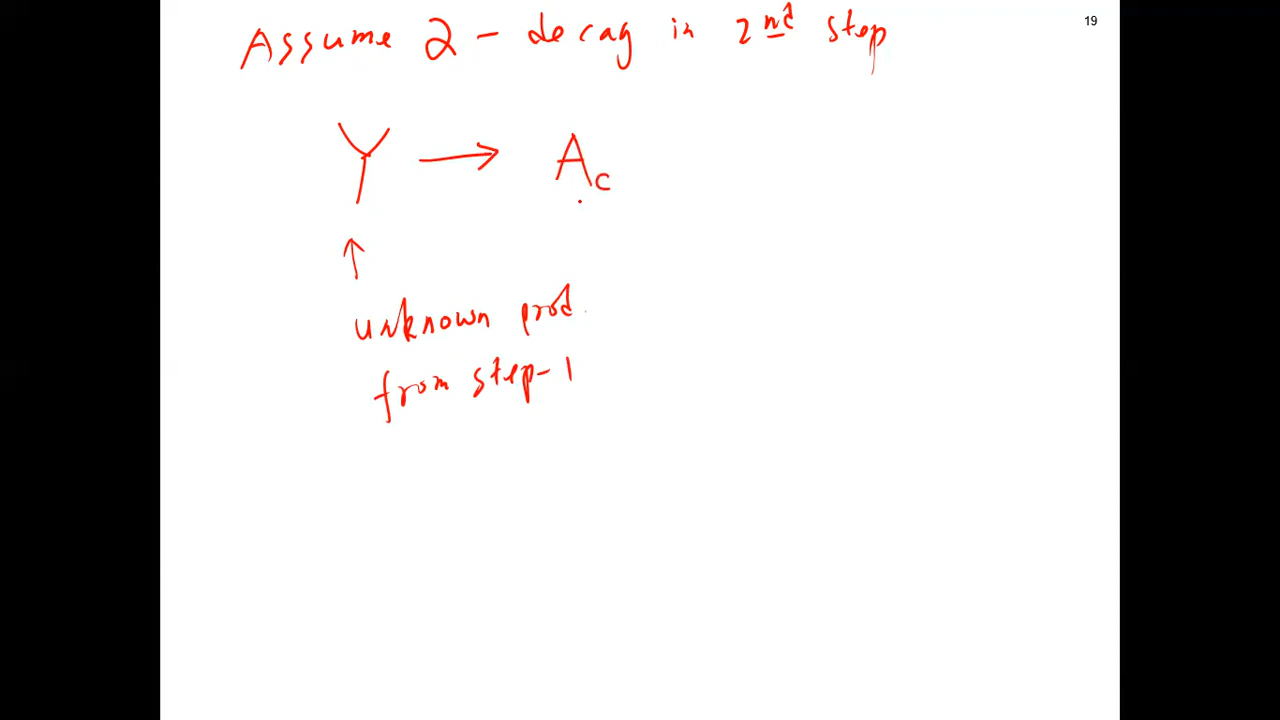 19
Assume α - decay in 2nd step
Y → Ac
↑
unknown prod.
from step-1